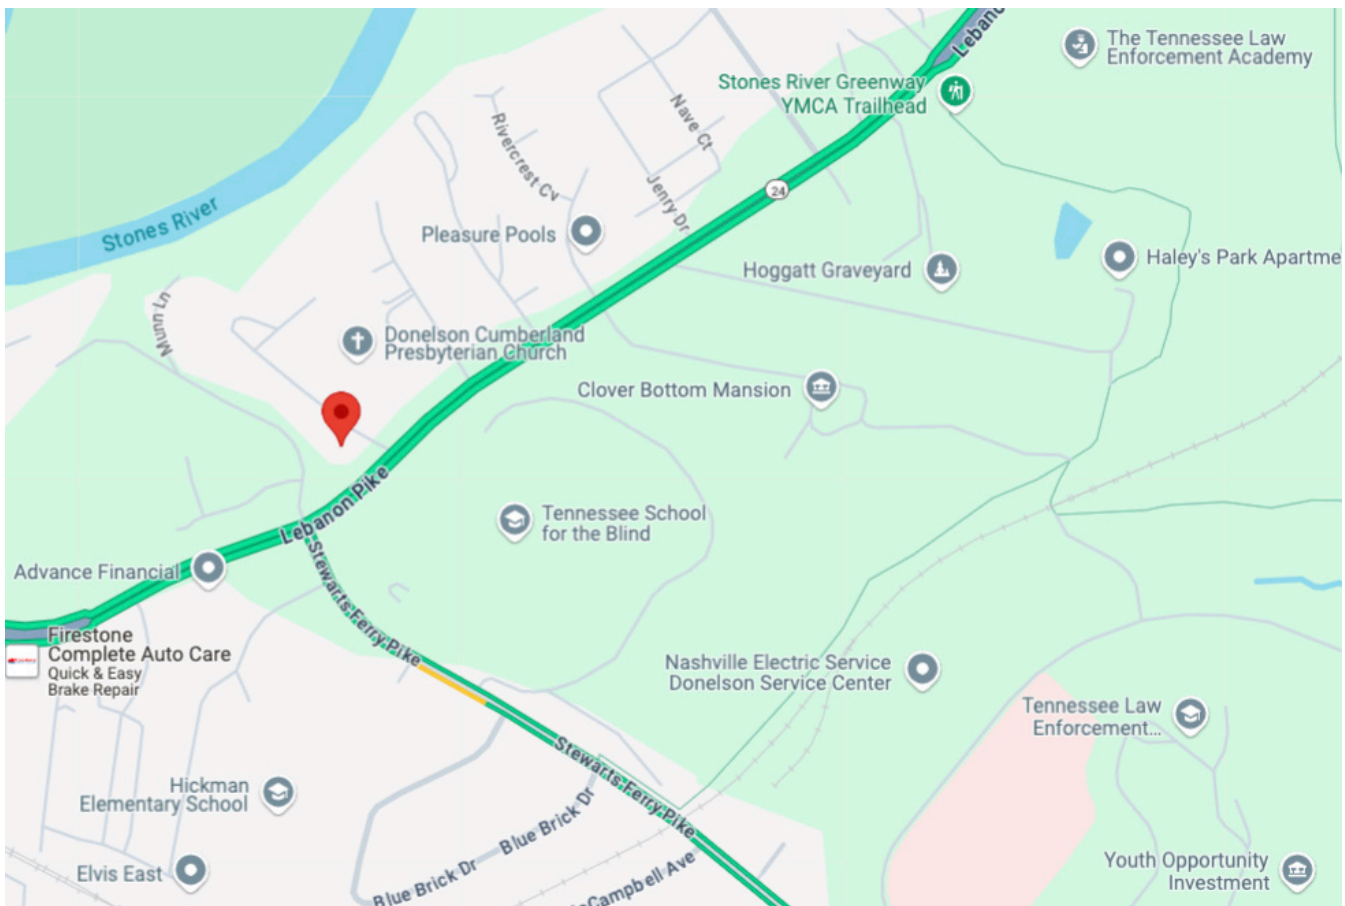 Lebanon
The Tennessee Law
Enforcement Academy
Stones River Greenway
YMCA Trailhead
Nave Ct
Rivercrest Cv
Jenry Dr
24
Stones River
Pleasure Pools
Hoggatt Graveyard
Haley's Park Apartme
Munn Ln
Donelson Cumberland
Presbyterian Church
Clover Bottom Mansion
Lebanon Pike
Tennessee School
for the Blind
Advance Financial
Stewarts Ferry Pike
Firestone
Complete Auto Care
Quick & Easy
Brake Repair
Nashville Electric Service
Donelson Service Center
Tennessee Law
Enforcement...
Stewarts Ferry Pike
Hickman
Elementary School
Blue Brick Dr
Elvis East
Blue Brick Dr
cCampbell Ave
Youth Opportunity
Investment